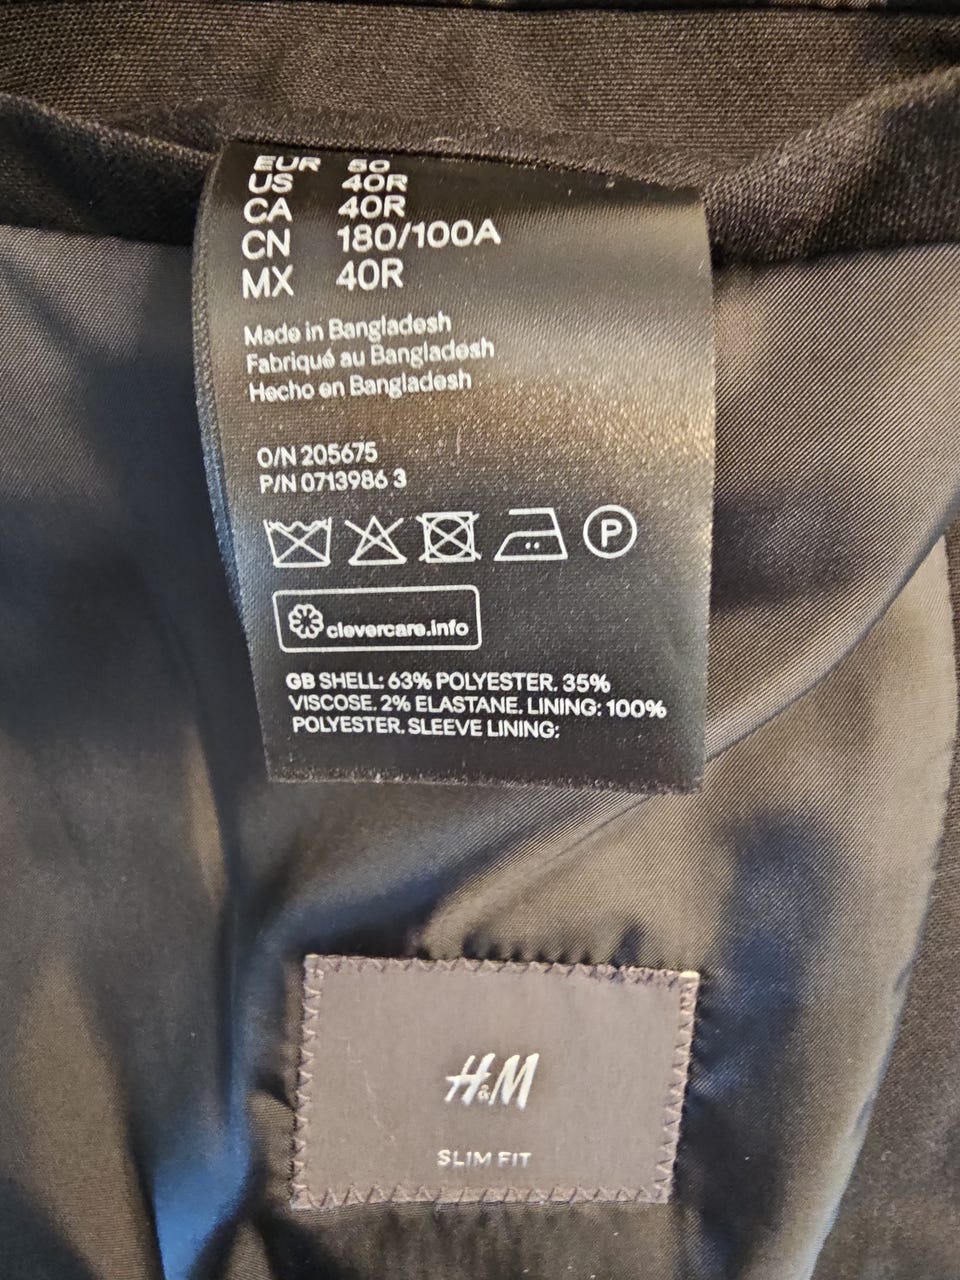 EUR 50
US 40R
CA 40R
CN 180/100A
MX 40R
Made in Bangladesh
Fabriqué au Bangladesh
Hecho en Bangladesh
O/N 205675
P/N 0713986 3
P
clevercare.info
GB SHELL: 63% POLYESTER. 35%
VISCOSE. 2% ELASTANE. LINING: 100%
POLYESTER. SLEEVE LINING:
H&M
SLIM FIT